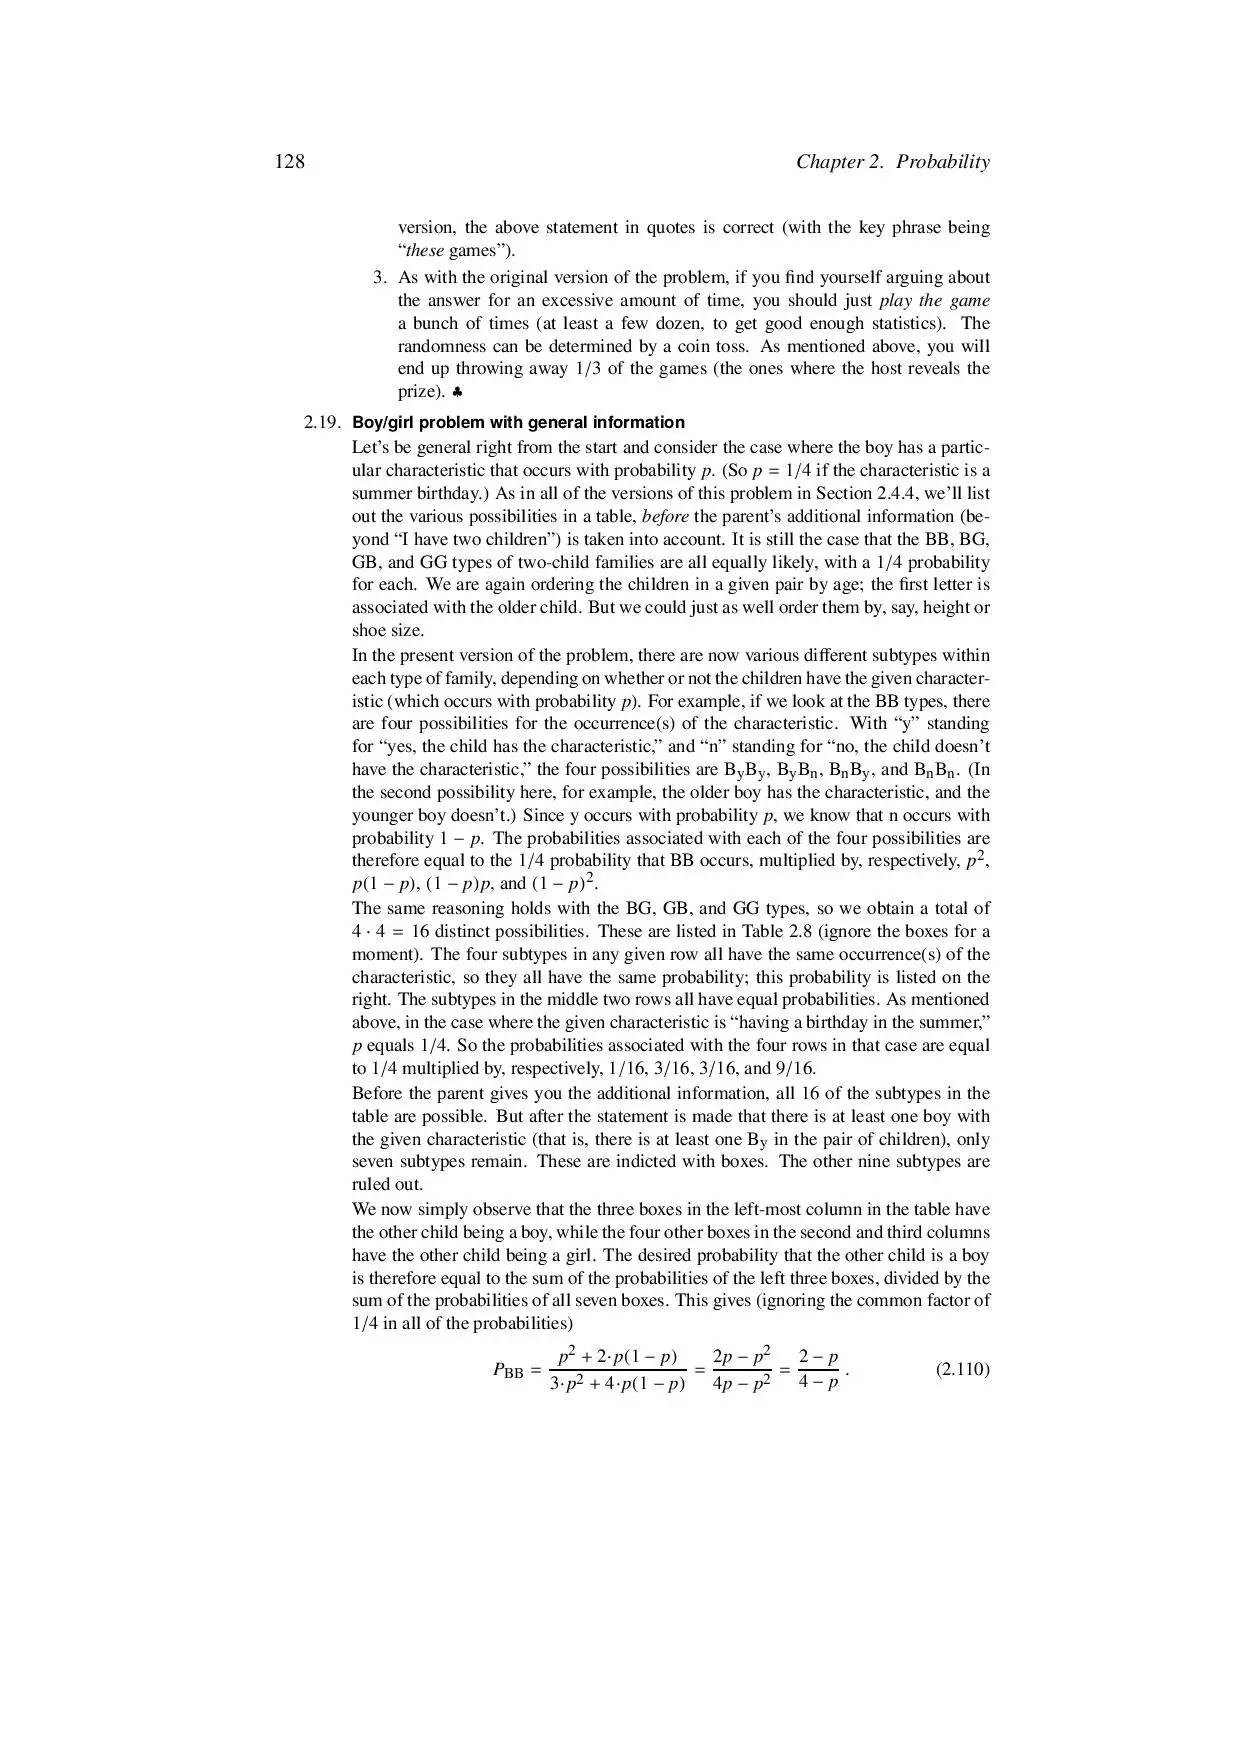 128
Chapter 2. Probability
version, the above statement in quotes is correct (with the key phrase being
“these games”).
3. As with the original version of the problem, if you find yourself arguing about
the answer for an excessive amount of time, you should just play the game
a bunch of times (at least a few dozen, to get good enough statistics). The
randomness can be determined by a coin toss. As mentioned above, you will
end up throwing away 1/3 of the games (the ones where the host reveals the
prize). ♣
2.19. Boy/girl problem with general information
Let’s be general right from the start and consider the case where the boy has a partic-
ular characteristic that occurs with probability p. (So p = 1/4 if the characteristic is a
summer birthday.) As in all of the versions of this problem in Section 2.4.4, we’ll list
out the various possibilities in a table, before the parent’s additional information (be-
yond “I have two children”) is taken into account. It is still the case that the BB, BG,
GB, and GG types of two-child families are all equally likely, with a 1/4 probability
for each. We are again ordering the children in a given pair by age; the first letter is
associated with the older child. But we could just as well order them by, say, height or
shoe size.
In the present version of the problem, there are now various different subtypes within
each type of family, depending on whether or not the children have the given character-
istic (which occurs with probability p). For example, if we look at the BB types, there
are four possibilities for the occurrence(s) of the characteristic. With “y” standing
for “yes, the child has the characteristic,” and “n” standing for “no, the child doesn’t
have the characteristic,” the four possibilities are B_yB_y, B_yB_n, B_nB_y, and B_nB_n. (In
the second possibility here, for example, the older boy has the characteristic, and the
younger boy doesn’t.) Since y occurs with probability p, we know that n occurs with
probability 1 − p. The probabilities associated with each of the four possibilities are
therefore equal to the 1/4 probability that BB occurs, multiplied by, respectively, p²,
p(1 − p), (1 − p)p, and (1 − p)².
The same reasoning holds with the BG, GB, and GG types, so we obtain a total of
4 · 4 = 16 distinct possibilities. These are listed in Table 2.8 (ignore the boxes for a
moment). The four subtypes in any given row all have the same occurrence(s) of the
characteristic, so they all have the same probability; this probability is listed on the
right. The subtypes in the middle two rows all have equal probabilities. As mentioned
above, in the case where the given characteristic is “having a birthday in the summer,”
p equals 1/4. So the probabilities associated with the four rows in that case are equal
to 1/4 multiplied by, respectively, 1/16, 3/16, 3/16, and 9/16.
Before the parent gives you the additional information, all 16 of the subtypes in the
table are possible. But after the statement is made that there is at least one boy with
the given characteristic (that is, there is at least one B_y in the pair of children), only
seven subtypes remain. These are indicted with boxes. The other nine subtypes are
ruled out.
We now simply observe that the three boxes in the left-most column in the table have
the other child being a boy, while the four other boxes in the second and third columns
have the other child being a girl. The desired probability that the other child is a boy
is therefore equal to the sum of the probabilities of the left three boxes, divided by the
sum of the probabilities of all seven boxes. This gives (ignoring the common factor of
1/4 in all of the probabilities)
P_BB = (p² + 2·p(1 − p))/(3·p² + 4·p(1 − p)) = (2p − p²)/(4p − p²) = (2 − p)/(4 − p) . (2.110)